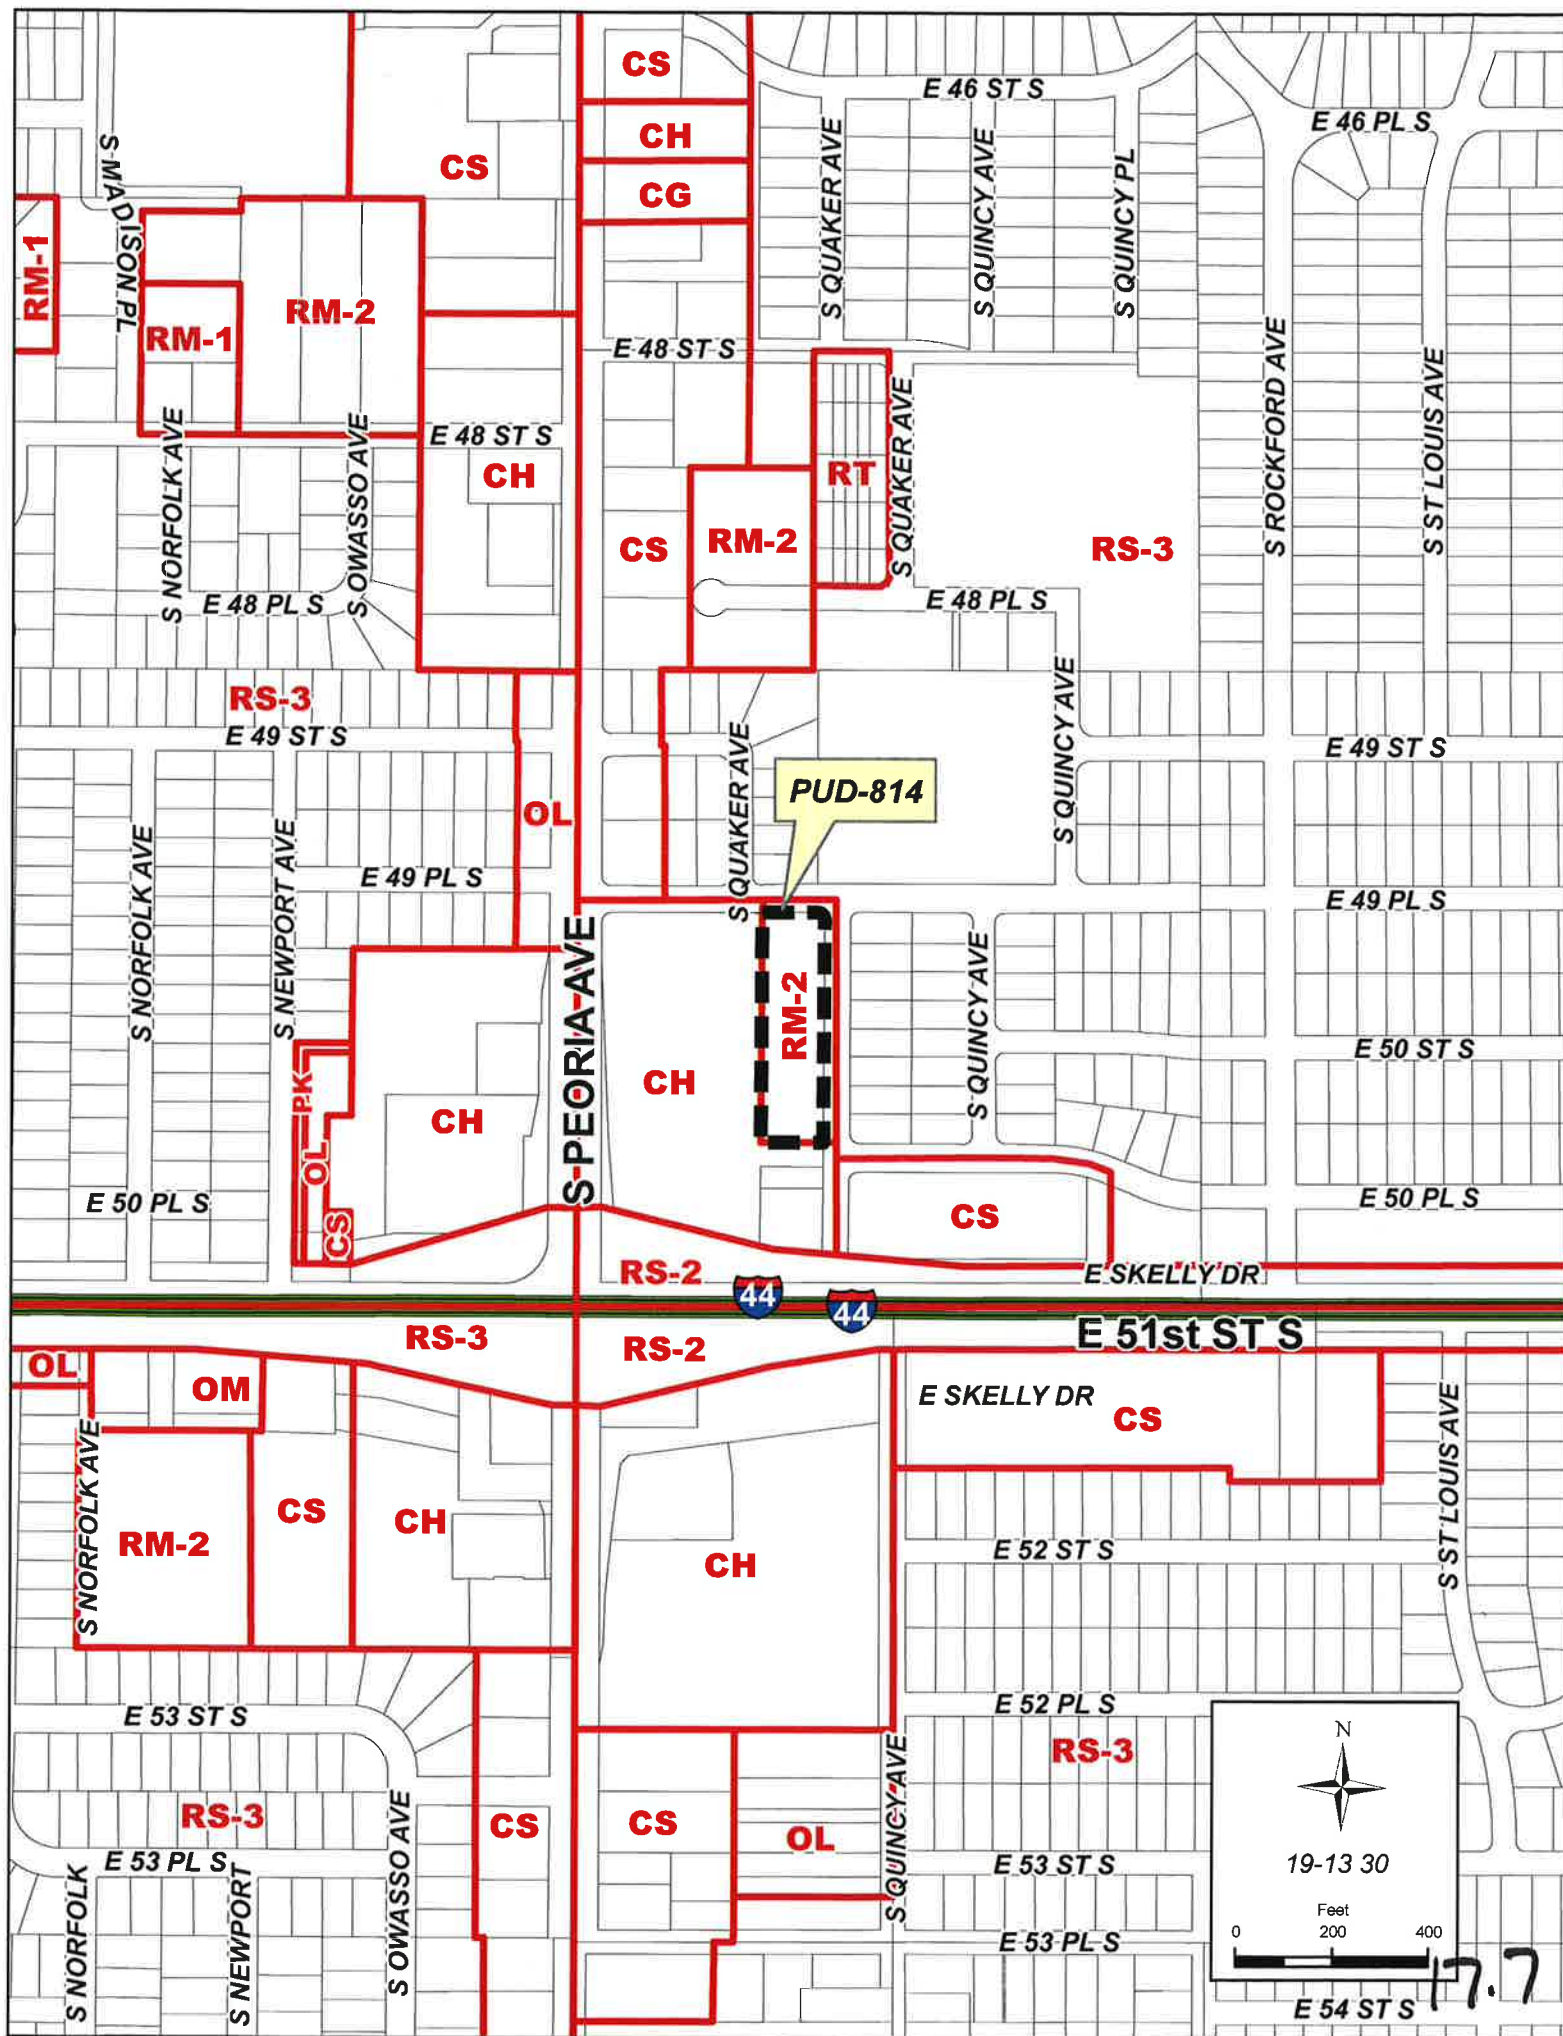 CS
E 46 ST S
E 46 PL S
CH
CS
CG
S MADISON PL
S QUAKER AVE
S QUINCY AVE
S QUINCY PL
RM-1
RM-2
RM-1
E 48 ST S
S ROCKFORD AVE
S ST LOUIS AVE
S NORFOLK AVE
S OWASSO AVE
E 48 ST S
CH
RT
S QUAKER AVE
CS
RM-2
RS-3
E 48 PL S
E 48 PL S
RS-3
E 49 ST S
S QUAKER AVE
S QUINCY AVE
E 49 ST S
PUD-814
OL
S NORFOLK AVE
S NEWPORT AVE
E 49 PL S
E 49 PL S
S PEORIA AVE
RM-2
S QUINCY AVE
E 50 ST S
PK
CH
CH
OL
E 50 PL S
CS
CS
E 50 PL S
RS-2
E SKELLY DR
44
44
RS-3
RS-2
E 51st ST S
OL
OM
E SKELLY DR
CS
S NORFOLK AVE
RM-2
CS
CH
CH
S ST LOUIS AVE
E 52 ST S
E 53 ST S
E 52 PL S
RS-3
N
RS-3
S OWASSO AVE
CS
CS
OL
S QUINCY AVE
E 53 PL S
E 53 ST S
19-13 30
S NORFOLK
S NEWPORT
Feet
0 200 400
E 53 PL S
17.7
E 54 ST S